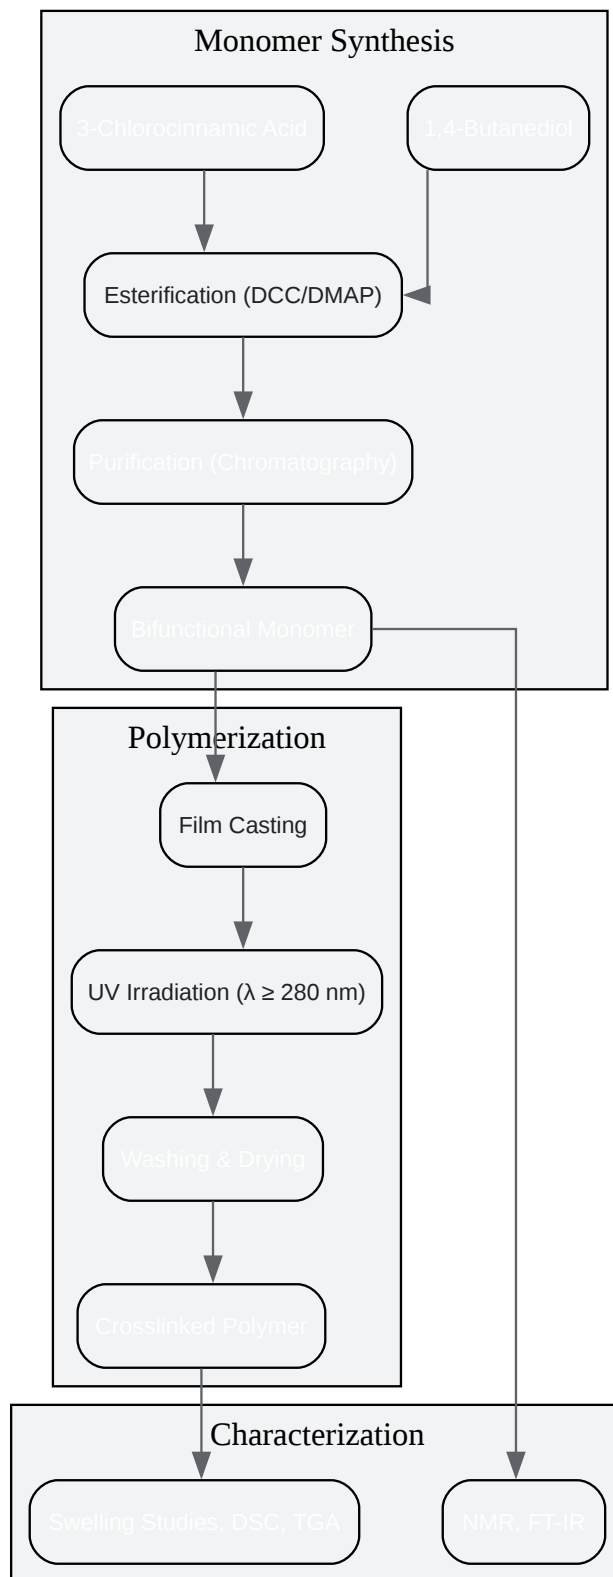 Monomer Synthesis
3-Chlorocinnamic Acid
1,4-Butanediol
Esterification (DCC/DMAP)
Purification (Chromatography)
Bifunctional Monomer
Polymerization
Film Casting
UV Irradiation (λ ≥ 280 nm)
Washing & Drying
Crosslinked Polymer
Characterization
Swelling Studies, DSC, TGA
NMR, FT-IR